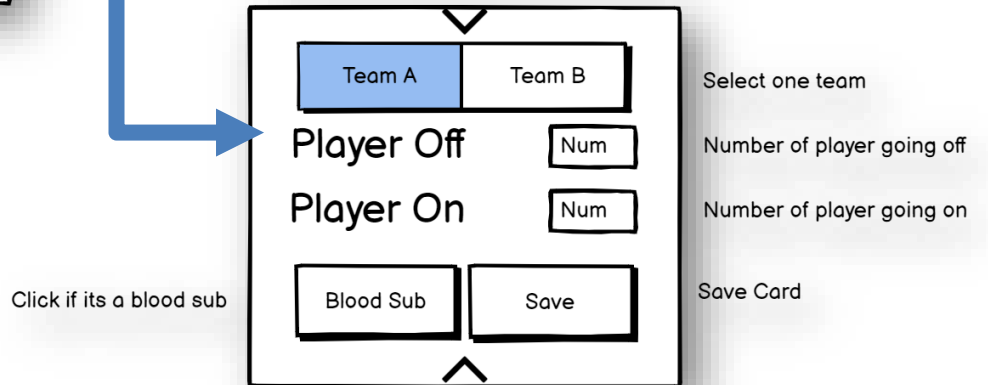 Team A Team B
Select one team
Player Off Num
Number of player going off
Player On Num
Number of player going on
Click if its a blood sub
Blood Sub Save
Save Card